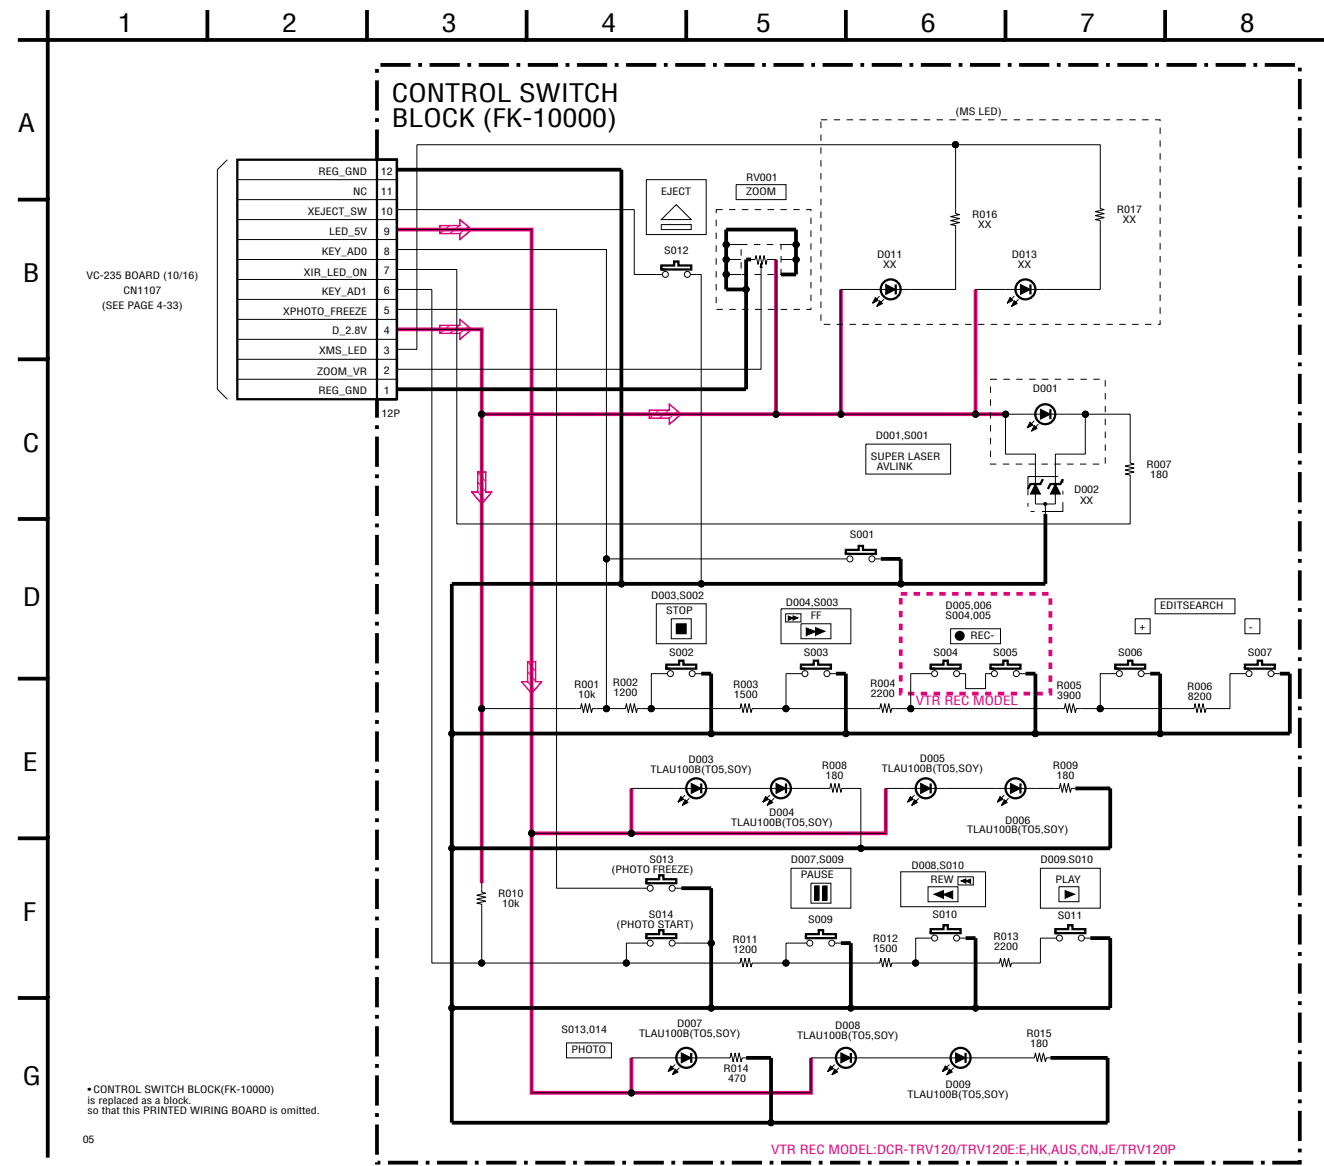 1 2 3 4 5 6 7 8
A
B
C
D
E
F
G
CONTROL SWITCH
BLOCK (FK-10000)
(MS LED)
VC-235 BOARD (10/16)
CN1107
(SEE PAGE 4-33)
REG_GND 12
NC 11
XEJECT_SW 10
LED_5V 9
KEY_AD0 8
XIR_LED_ON 7
KEY_AD1 6
XPHOTO_FREEZE 5
D_2.8V 4
XMS_LED 3
ZOOM_VR 2
REG_GND 1
12P
EJECT
S012
RV001
ZOOM
R016
XX
R017
XX
D011
XX
D013
XX
D001
D001,S001
SUPER LASER
AVLINK
R007
180
D002
XX
S001
D003,S002
STOP
S002
D004,S003
FF
S003
D005,006
S004,005
REC-
S004
S005
VTR REC MODEL
EDITSEARCH
+
-
S006
S007
R001
10k
R002
1200
R003
1500
R004
2200
R005
3900
R006
8200
D003
TLAU100B(TO5,SOY)
D004
TLAU100B(TO5,SOY)
R008
180
D005
TLAU100B(TO5,SOY)
D006
TLAU100B(TO5,SOY)
R009
180
S013
(PHOTO FREEZE)
D007,S009
PAUSE
D008,S010
REW
D009.S010
PLAY
R010
10k
S014
(PHOTO START)
S009
S010
S011
R011
1200
R012
1500
R013
2200
S013,014
PHOTO
D007
TLAU100B(TO5,SOY)
R014
470
D008
TLAU100B(TO5,SOY)
D009
TLAU100B(TO5,SOY)
R015
180
•CONTROL SWITCH BLOCK(FK-10000)
is replaced as a block.
so that this PRINTED WIRING BOARD is omitted.
05
VTR REC MODEL:DCR-TRV120/TRV120E:E,HK,AUS,CN,JE/TRV120P